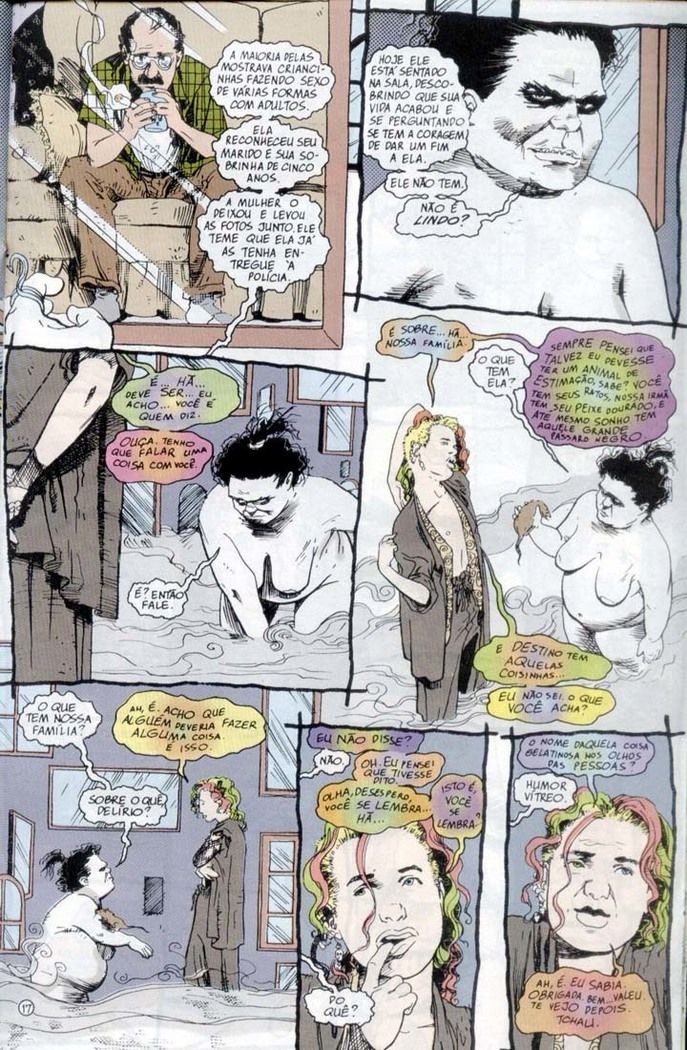 A MAIORIA DELAS
MOSTRAVA CRIANCI-
NHAS FAZENDO SEXO
DE VÁRIAS FORMAS
COM ADULTOS.
ELA
RECONHECEU SEU
MARIDO E SUA SO-
BRINHA DE CINCO
ANOS.
A MULHER O
DEIXOU E LEVOU
AS FOTOS JUNTO. ELE
TEME QUE ELA JÁ
AS TENHA EN-
TREGUE À
POLÍCIA.
HOJE ELE
ESTÁ SENTADO
NA SALA, DESCO-
BRINDO QUE SUA
VIDA ACABOU E
SE PERGUNTANDO
SE TEM A CORAGEM
DE DAR UM FIM
A ELA.
ELE NÃO TEM.
NÃO É
LINDO?
É... HÃ...
DEVE SER... EU
ACHO... VOCÊ É
QUEM DIZ.
OUÇA. TENHO
QUE FALAR UMA
COISA COM VOCÊ.
É? ENTÃO
FALE.
É SOBRE... HÃ...
NOSSA FAMÍLIA.
O QUE
TEM
ELA?
SEMPRE PENSEI QUE
TALVEZ EU DEVESSE
TER UM ANIMAL DE
ESTIMAÇÃO, SABE? VOCÊ
TEM SEUS RATOS, NOSSA IRMÃ
TEM SEU PEIXE DOURADO, E
ATÉ MESMO SONHO TEM
AQUELE GRANDE
PÁSSARO NEGRO.
E DESTINO TEM
AQUELAS
COISINHAS...
EU NÃO SEI. O QUE
VOCÊ ACHA?
O QUE
TEM NOSSA
FAMÍLIA?
AH, É. ACHO QUE
ALGUÉM DEVERIA FAZER
ALGUMA COISA.
É ISSO.
SOBRE O QUÊ,
DELÍRIO?
EU NÃO DISSE?
NÃO.
OH. EU PENSEI
QUE TIVESSE
DITO.
OLHA, DESESPERO,
VOCÊ SE LEMBRA...
HÃ...
ISTO É,
VOCÊ
SE
LEMBRA?
DO
QUÊ?
O NOME DAQUELA COISA
GELATINOSA NOS OLHOS
DAS PESSOAS?
HUMOR
VÍTREO.
AH, É. EU SABIA.
OBRIGADA. BEM... VALEU.
TE VEJO DEPOIS.
TCHAU.
17